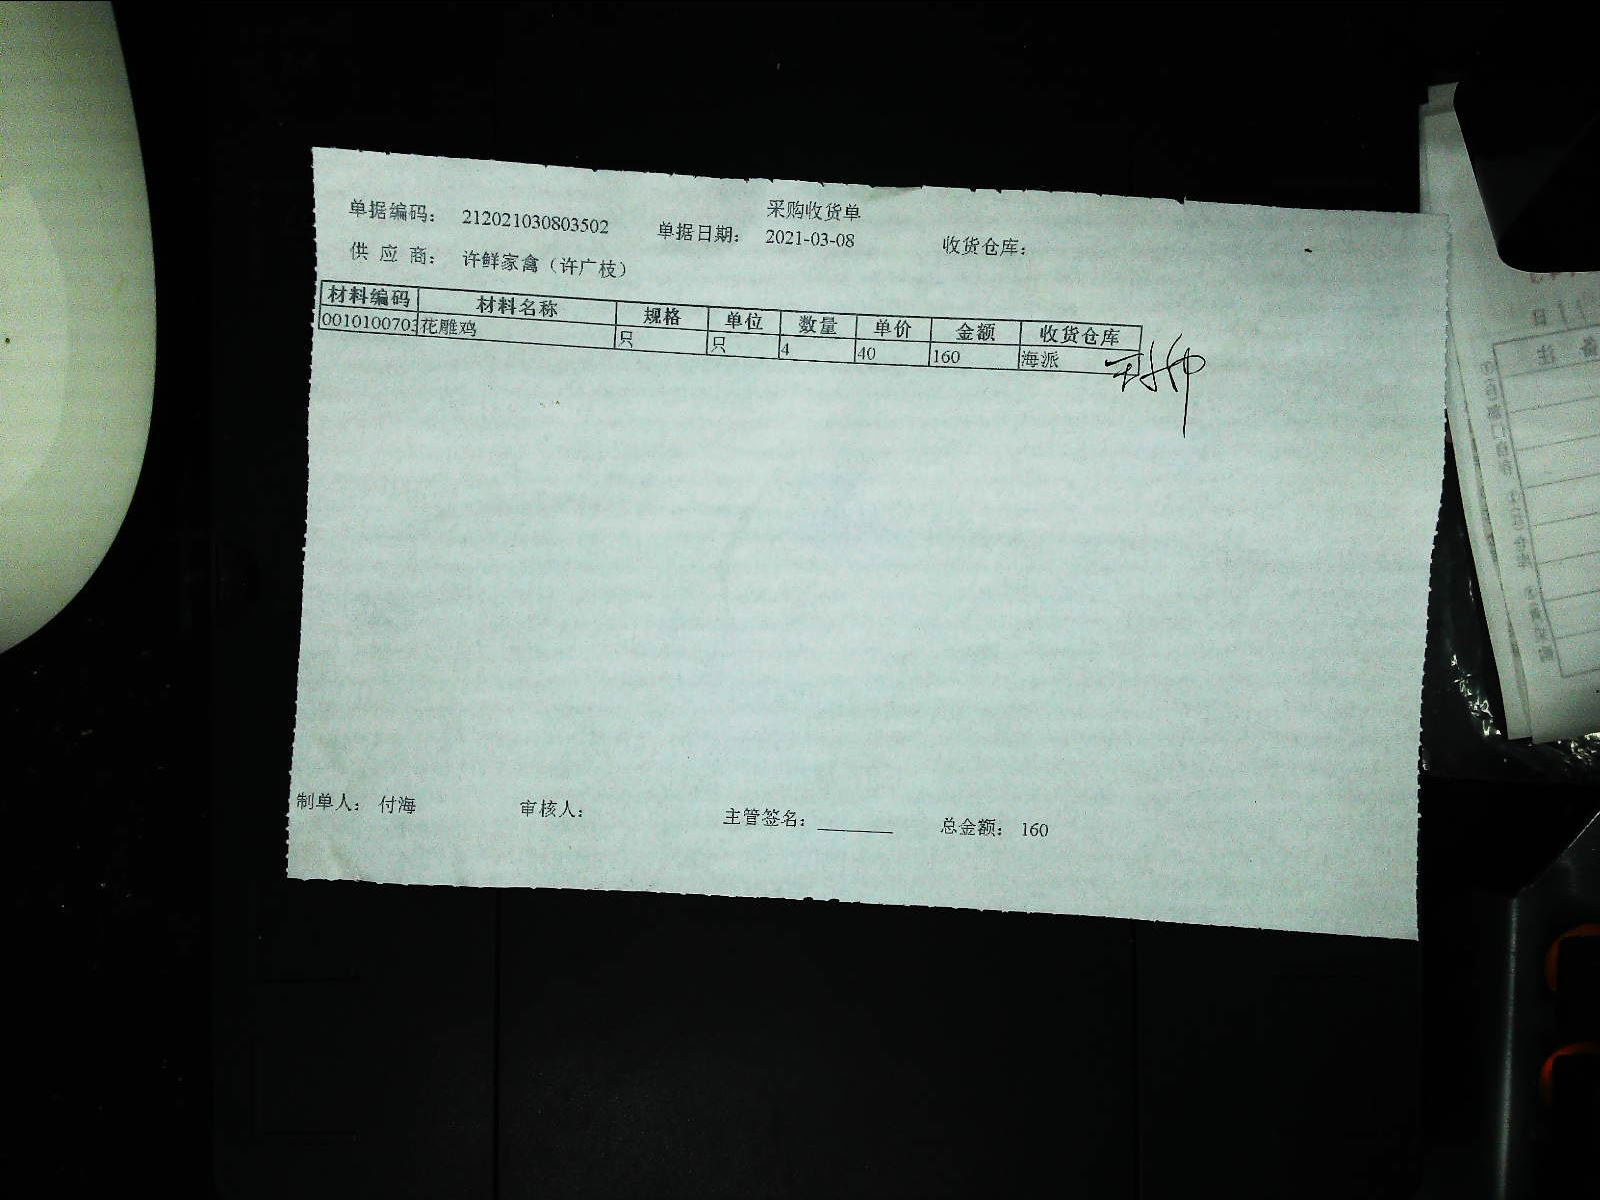 采购收货单
单据编码： 212021030803502 单据日期： 2021-03-08 收货仓库：
供 应 商： 许鲜家禽（许广枝）
材料编码 材料名称 规格 单位 数量 单价 金额 收货仓库
0010100703 花雕鸡 只 只 4 40 160 海派
制单人： 付海 审核人： 主管签名： ________ 总金额： 160